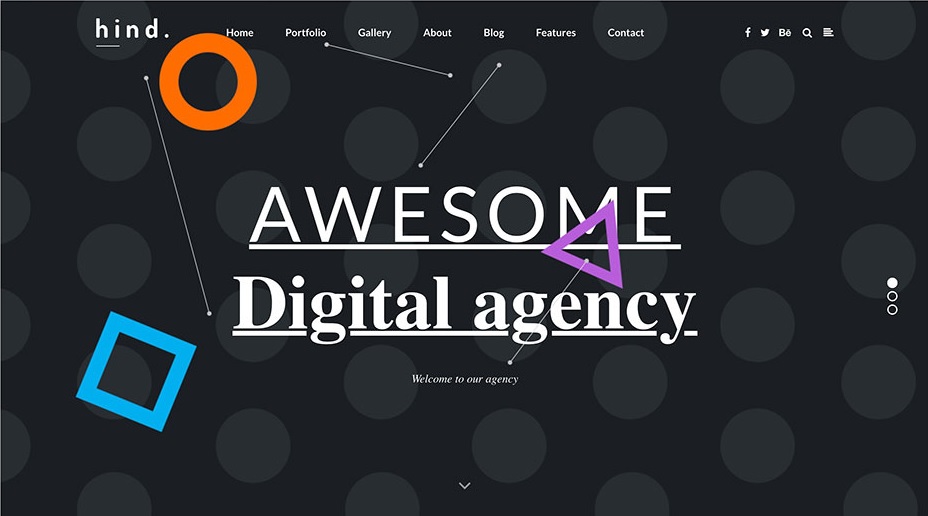 hind.
Home Portfolio Gallery About Blog Features Contact
Bē
AWESOME
Digital agency
Welcome to our agency